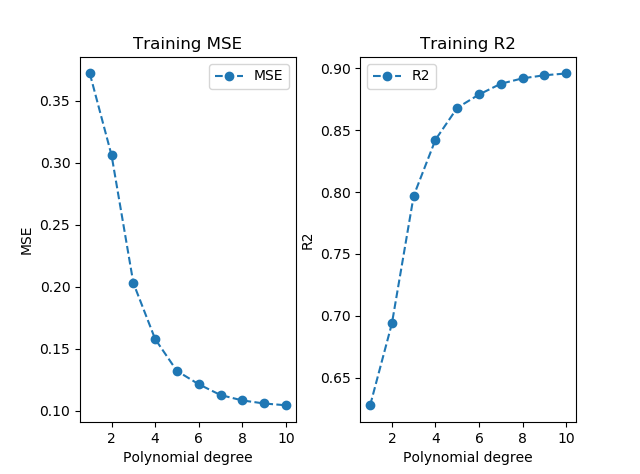 Training MSE
MSE
0.35
0.30
0.25
0.20
0.15
0.10
MSE
2 4 6 8 10
Polynomial degree
Training R2
R2
0.90
0.85
0.80
0.75
0.70
0.65
R2
2 4 6 8 10
Polynomial degree